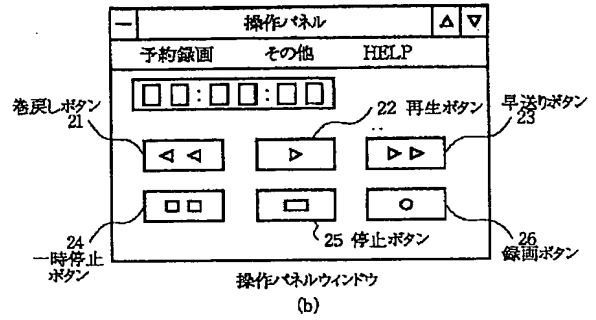 操作パネル
予約録画 その他 HELP
巻戻しボタン
21
22 再生ボタン
早送りボタン
23
24
一時停止
ボタン
25 停止ボタン
26
録画ボタン
操作パネルウィンドウ
(b)